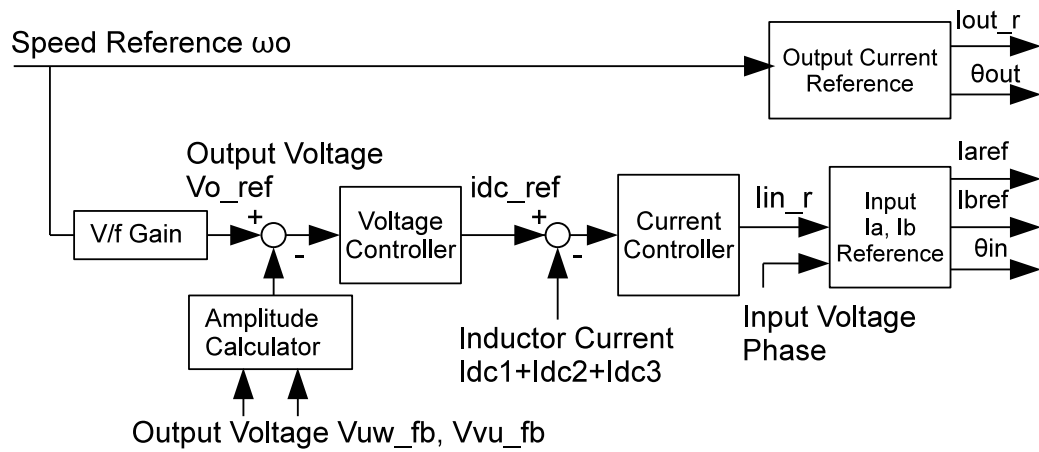 Speed Reference ωo
Output Current
Reference
Iout_r
θout
Output Voltage
Vo_ref
V/f Gain
+
-
Voltage
Controller
idc_ref
+
-
Current
Controller
Iin_r
Input
Ia, Ib
Reference
Iaref
Ibref
θin
Amplitude
Calculator
Inductor Current
Idc1+Idc2+Idc3
Input Voltage
Phase
Output Voltage Vuw_fb, Vvu_fb